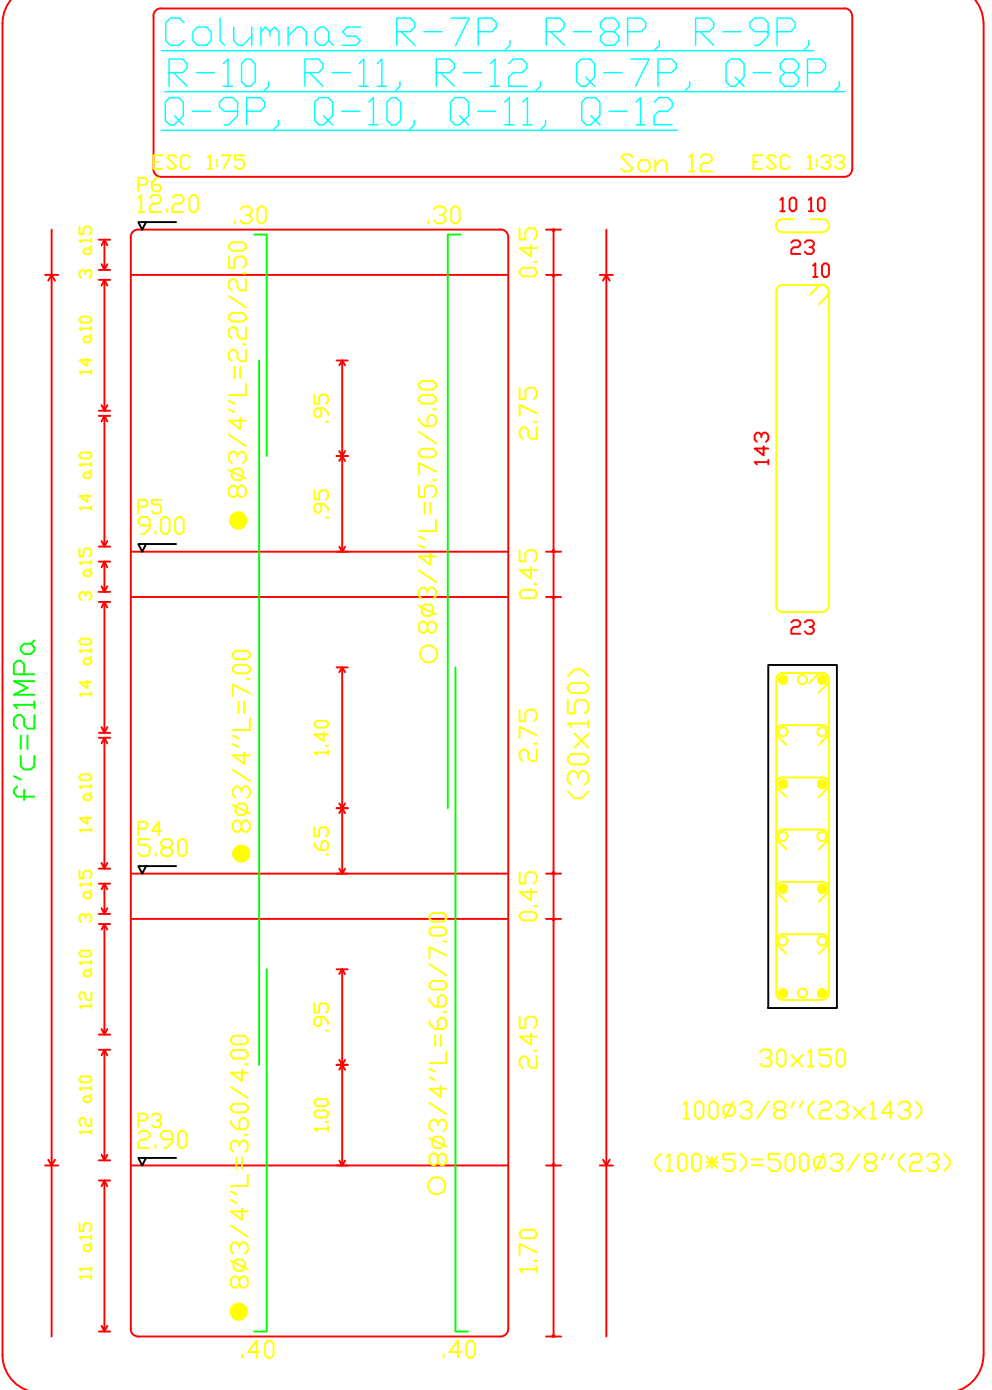 Columnas R-7P, R-8P, R-9P,
R-10, R-11, R-12, Q-7P, Q-8P,
Q-9P, Q-10, Q-11, Q-12
ESC 1:75
Son 12
ESC 1:33
P6
12.20
.30
.30
10 10
23
10
143
23
3 a15
14 a10
14 a10
3 a15
14 a10
14 a10
3 a15
12 a10
12 a10
11 a15
8Ø3/4''L=2.20/2.50
.95
.95
8Ø3/4''L=5.70/6.00
0.45
2.75
P5
9.00
0.45
f'c=21MPa
8Ø3/4''L=7.00
1.40
.65
2.75
(30x150)
P4
5.80
0.45
8Ø3/4''L=3.60/4.00
.95
1.00
8Ø3/4''L=6.60/7.00
2.45
P3
2.90
1.70
.40
.40
30x150
100Ø3/8''(23x143)
(100*5)=500Ø3/8''(23)